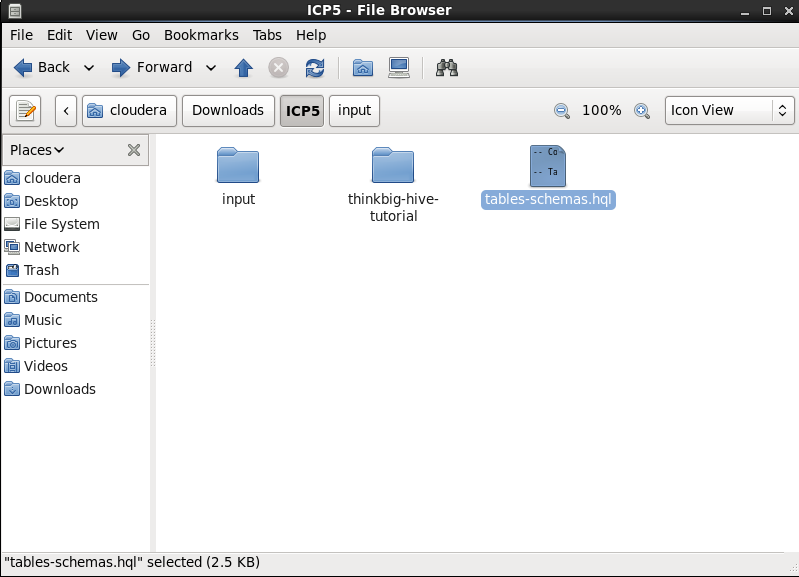 ICP5 - File Browser
File Edit View Go Bookmarks Tabs Help
Back Forward
cloudera Downloads ICP5 input 100% Icon View
Places
cloudera
Desktop
File System
Network
Trash
Documents
Music
Pictures
Videos
Downloads
input
thinkbig-hive-
tutorial
-- Co
-- Ta
tables-schemas.hql
"tables-schemas.hql" selected (2.5 KB)